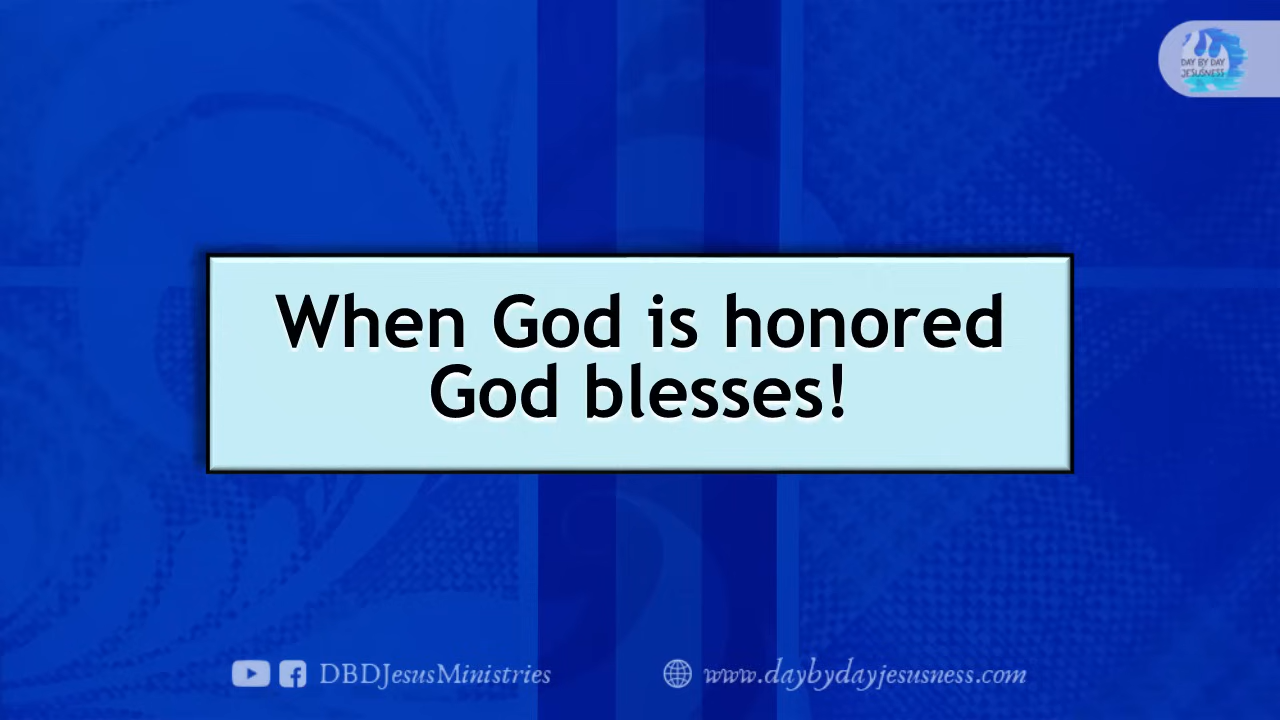 DAY BY DAY
JESUSNESS
When God is honored
God blesses!
DBDJesusMinistries
www.daybydayjesusness.com